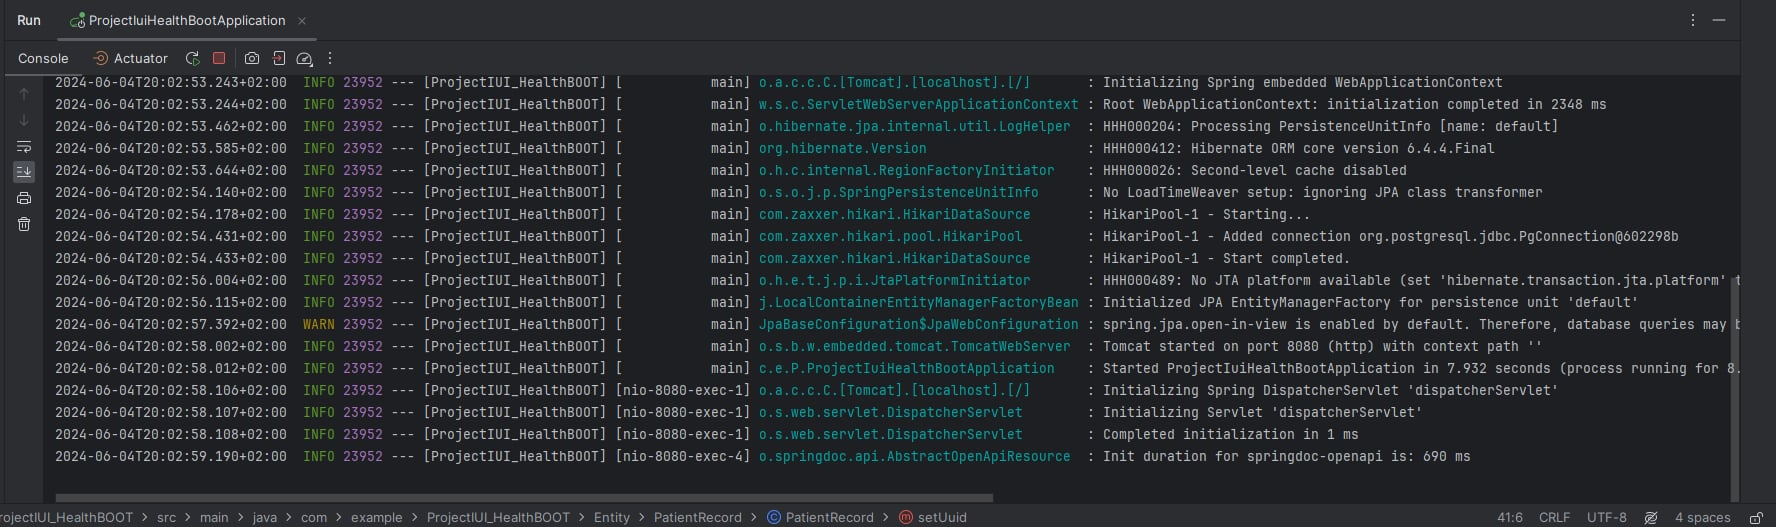 Run ProjectIuiHealthBootApplication
Console Actuator
2024-06-04T20:02:53.243+02:00  INFO 23952 --- [ProjectIUI_HealthBOOT] [           main] o.a.c.c.C.[Tomcat].[localhost].[/]       : Initializing Spring embedded WebApplicationContext
2024-06-04T20:02:53.244+02:00  INFO 23952 --- [ProjectIUI_HealthBOOT] [           main] w.s.c.ServletWebServerApplicationContext : Root WebApplicationContext: initialization completed in 2348 ms
2024-06-04T20:02:53.462+02:00  INFO 23952 --- [ProjectIUI_HealthBOOT] [           main] o.hibernate.jpa.internal.util.LogHelper  : HHH000204: Processing PersistenceUnitInfo [name: default]
2024-06-04T20:02:53.585+02:00  INFO 23952 --- [ProjectIUI_HealthBOOT] [           main] org.hibernate.Version                    : HHH000412: Hibernate ORM core version 6.4.4.Final
2024-06-04T20:02:53.644+02:00  INFO 23952 --- [ProjectIUI_HealthBOOT] [           main] o.h.c.internal.RegionFactoryInitiator    : HHH000026: Second-level cache disabled
2024-06-04T20:02:54.140+02:00  INFO 23952 --- [ProjectIUI_HealthBOOT] [           main] o.s.o.j.p.SpringPersistenceUnitInfo      : No LoadTimeWeaver setup: ignoring JPA class transformer
2024-06-04T20:02:54.178+02:00  INFO 23952 --- [ProjectIUI_HealthBOOT] [           main] com.zaxxer.hikari.HikariDataSource       : HikariPool-1 - Starting...
2024-06-04T20:02:54.431+02:00  INFO 23952 --- [ProjectIUI_HealthBOOT] [           main] com.zaxxer.hikari.pool.HikariPool        : HikariPool-1 - Added connection org.postgresql.jdbc.PgConnection@602298b
2024-06-04T20:02:54.433+02:00  INFO 23952 --- [ProjectIUI_HealthBOOT] [           main] com.zaxxer.hikari.HikariDataSource       : HikariPool-1 - Start completed.
2024-06-04T20:02:56.004+02:00  INFO 23952 --- [ProjectIUI_HealthBOOT] [           main] o.h.e.t.j.p.i.JtaPlatformInitiator       : HHH000489: No JTA platform available (set 'hibernate.transaction.jta.platform' t
2024-06-04T20:02:56.115+02:00  INFO 23952 --- [ProjectIUI_HealthBOOT] [           main] j.LocalContainerEntityManagerFactoryBean : Initialized JPA EntityManagerFactory for persistence unit 'default'
2024-06-04T20:02:57.392+02:00  WARN 23952 --- [ProjectIUI_HealthBOOT] [           main] JpaBaseConfiguration$JpaWebConfiguration : spring.jpa.open-in-view is enabled by default. Therefore, database queries may b
2024-06-04T20:02:58.002+02:00  INFO 23952 --- [ProjectIUI_HealthBOOT] [           main] o.s.b.w.embedded.tomcat.TomcatWebServer  : Tomcat started on port 8080 (http) with context path ''
2024-06-04T20:02:58.012+02:00  INFO 23952 --- [ProjectIUI_HealthBOOT] [           main] c.e.P.ProjectIuiHealthBootApplication    : Started ProjectIuiHealthBootApplication in 7.932 seconds (process running for 8.
2024-06-04T20:02:58.106+02:00  INFO 23952 --- [ProjectIUI_HealthBOOT] [nio-8080-exec-1] o.a.c.c.C.[Tomcat].[localhost].[/]       : Initializing Spring DispatcherServlet 'dispatcherServlet'
2024-06-04T20:02:58.107+02:00  INFO 23952 --- [ProjectIUI_HealthBOOT] [nio-8080-exec-1] o.s.web.servlet.DispatcherServlet        : Initializing Servlet 'dispatcherServlet'
2024-06-04T20:02:58.108+02:00  INFO 23952 --- [ProjectIUI_HealthBOOT] [nio-8080-exec-1] o.s.web.servlet.DispatcherServlet        : Completed initialization in 1 ms
2024-06-04T20:02:59.190+02:00  INFO 23952 --- [ProjectIUI_HealthBOOT] [nio-8080-exec-4] o.springdoc.api.AbstractOpenApiResource  : Init duration for springdoc-openapi is: 690 ms
rojectIUI_HealthBOOT > src > main > java > com > example > ProjectIUI_HealthBOOT > Entity > PatientRecord > PatientRecord > setUuid 41:6 CRLF UTF-8 4 spaces